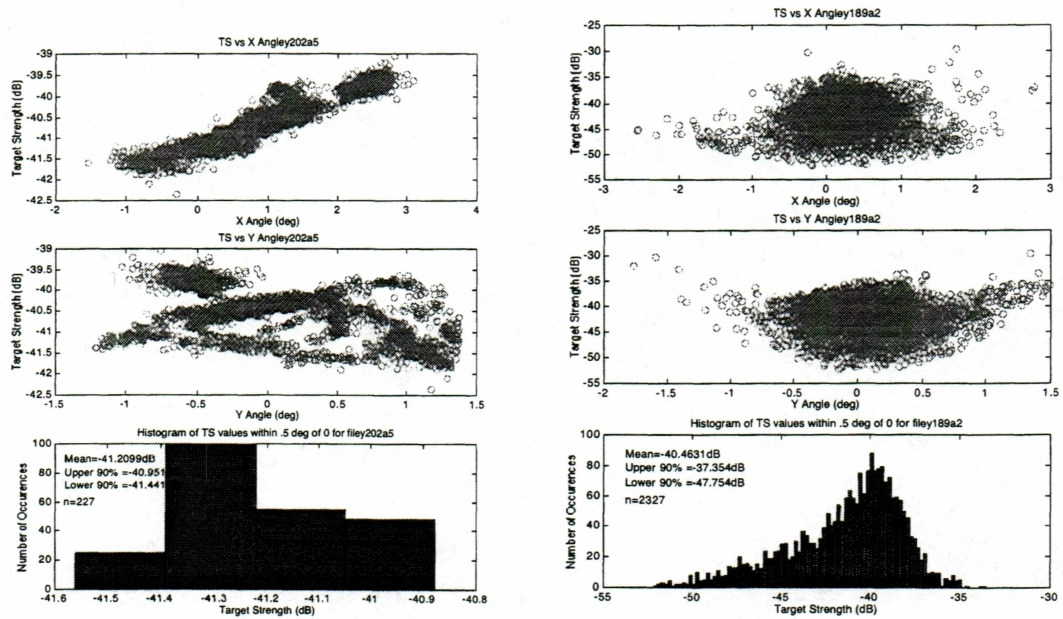 TS vs X Angley202a5
Target Strength (dB)
-39
-39.5
-40
-40.5
-41
-41.5
-42
-42.5
-2 -1 0 1 2 3 4
X Angle (deg)
TS vs Y Angley202a5
Target Strength (dB)
-39
-39.5
-40
-40.5
-41
-41.5
-42
-42.5
-1.5 -1 -0.5 0 0.5 1 1.5
Y Angle (deg)
Histogram of TS values within .5 deg of 0 for filey202a5
Number of Occurences
100
80
60
40
20
0
Mean=-41.2099dB
Upper 90% =-40.951
Lower 90% =-41.441
n=227
-41.6 -41.5 -41.4 -41.3 -41.2 -41.1 -41 -40.9 -40.8
Target Strength (dB)
TS vs X Angley189a2
Target Strength (dB)
-25
-30
-35
-40
-45
-50
-55
-3 -2 -1 0 1 2 3
X Angle (deg)
TS vs Y Angley189a2
Target Strength (dB)
-25
-30
-35
-40
-45
-50
-55
-2 -1.5 -1 -0.5 0 0.5 1 1.5
Y Angle (deg)
Histogram of TS values within .5 deg of 0 for filey189a2
Number of Occurences
100
80
60
40
20
0
Mean=-40.4631dB
Upper 90% =-37.354dB
Lower 90% =-47.754dB
n=2327
-55 -50 -45 -40 -35 -30
Target Strength (dB)